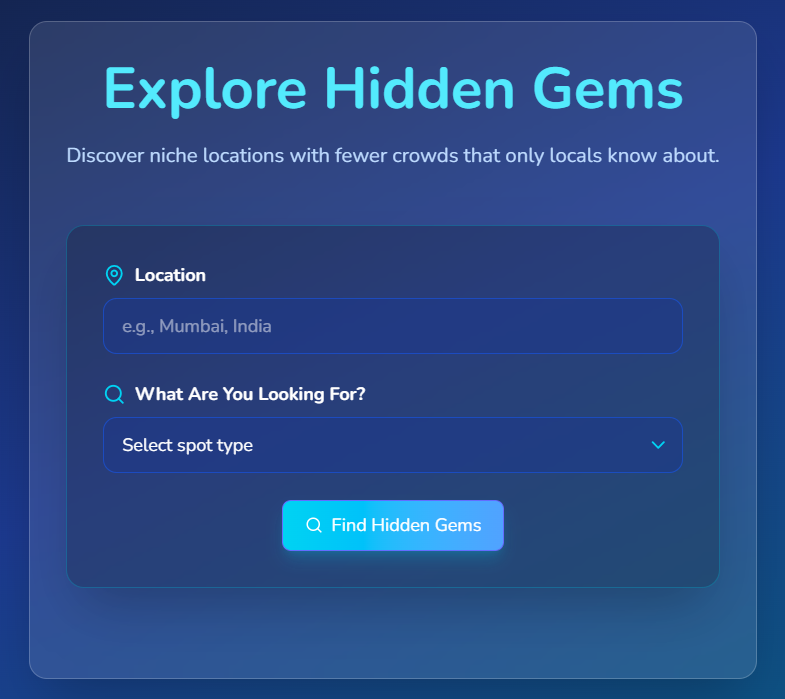 Explore Hidden Gems
Discover niche locations with fewer crowds that only locals know about.
Location
e.g., Mumbai, India
What Are You Looking For?
Select spot type
Find Hidden Gems